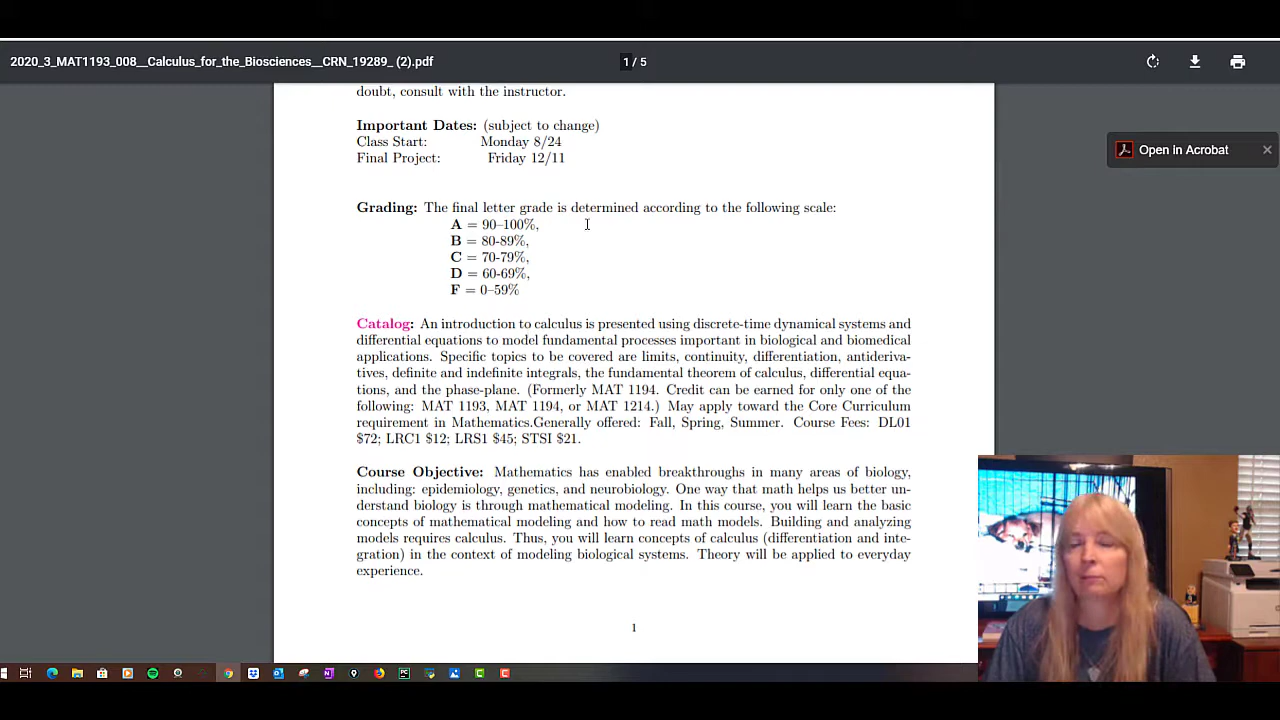 2020_3_MAT1193_008__Calculus_for_the_Biosciences__CRN_19289_ (2).pdf
1 / 5
Open in Acrobat
doubt, consult with the instructor.
Important Dates: (subject to change)
Class Start: Monday 8/24
Final Project: Friday 12/11
Grading: The final letter grade is determined according to the following scale:
A = 90–100%,
B = 80-89%,
C = 70-79%,
D = 60-69%,
F = 0–59%
Catalog: An introduction to calculus is presented using discrete-time dynamical systems and
differential equations to model fundamental processes important in biological and biomedical
applications. Specific topics to be covered are limits, continuity, differentiation, antideriva-
tives, definite and indefinite integrals, the fundamental theorem of calculus, differential equa-
tions, and the phase-plane. (Formerly MAT 1194. Credit can be earned for only one of the
following: MAT 1193, MAT 1194, or MAT 1214.) May apply toward the Core Curriculum
requirement in Mathematics.Generally offered: Fall, Spring, Summer. Course Fees: DL01
$72; LRC1 $12; LRS1 $45; STSI $21.
Course Objective: Mathematics has enabled breakthroughs in many areas of biology,
including: epidemiology, genetics, and neurobiology. One way that math helps us better un-
derstand biology is through mathematical modeling. In this course, you will learn the basic
concepts of mathematical modeling and how to read math models. Building and analyzing
models requires calculus. Thus, you will learn concepts of calculus (differentiation and inte-
gration) in the context of modeling biological systems. Theory will be applied to everyday
experience.
1